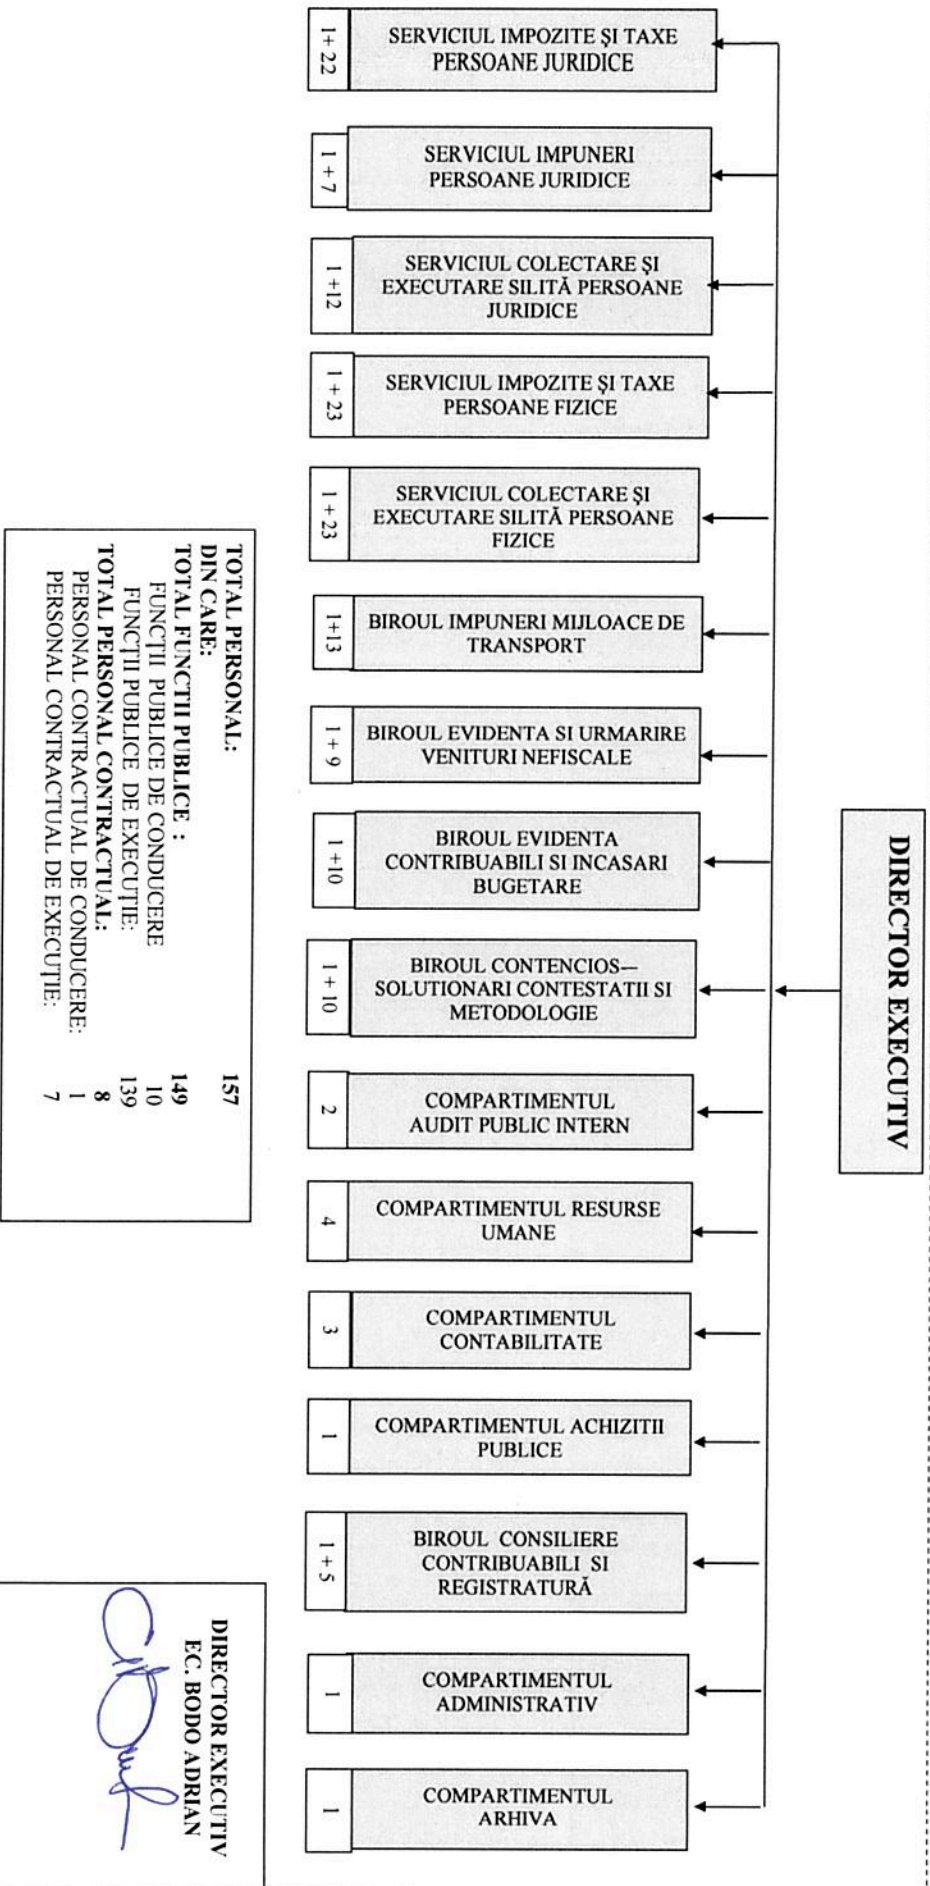 DIRECTOR EXECUTIV
SERVICIUL IMPOZITE ŞI TAXE
PERSOANE JURIDICE
1+ 22
SERVICIUL IMPUNERI
PERSOANE JURIDICE
1 + 7
SERVICIUL COLECTARE ŞI
EXECUTARE SILITĂ PERSOANE
JURIDICE
1+12
SERVICIUL IMPOZITE ŞI TAXE
PERSOANE FIZICE
1 + 23
SERVICIUL COLECTARE ŞI
EXECUTARE SILITĂ PERSOANE
FIZICE
1 + 23
BIROUL IMPUNERI MIJLOACE DE
TRANSPORT
1+13
BIROUL EVIDENTA SI URMARIRE
VENITURI NEFISCALE
1 + 9
BIROUL EVIDENTA
CONTRIBUABILI SI INCASARI
BUGETARE
1 +10
BIROUL CONTENCIOS—
SOLUTIONARI CONTESTATII SI
METODOLOGIE
1 + 10
COMPARTIMENTUL
AUDIT PUBLIC INTERN
2
COMPARTIMENTUL RESURSE
UMANE
4
COMPARTIMENTUL
CONTABILITATE
3
COMPARTIMENTUL ACHIZITII
PUBLICE
1
BIROUL CONSILIERE
CONTRIBUABILI SI
REGISTRATURĂ
1 + 5
COMPARTIMENTUL
ADMINISTRATIV
1
COMPARTIMENTUL
ARHIVA
1
TOTAL PERSONAL: 157
DIN CARE:
TOTAL FUNCTII PUBLICE : 149
FUNCŢII PUBLICE DE CONDUCERE 10
FUNCŢII PUBLICE DE EXECUŢIE: 139
TOTAL PERSONAL CONTRACTUAL: 8
PERSONAL CONTRACTUAL DE CONDUCERE: 1
PERSONAL CONTRACTUAL DE EXECUŢIE: 7
DIRECTOR EXECUTIV
EC. BODO ADRIAN